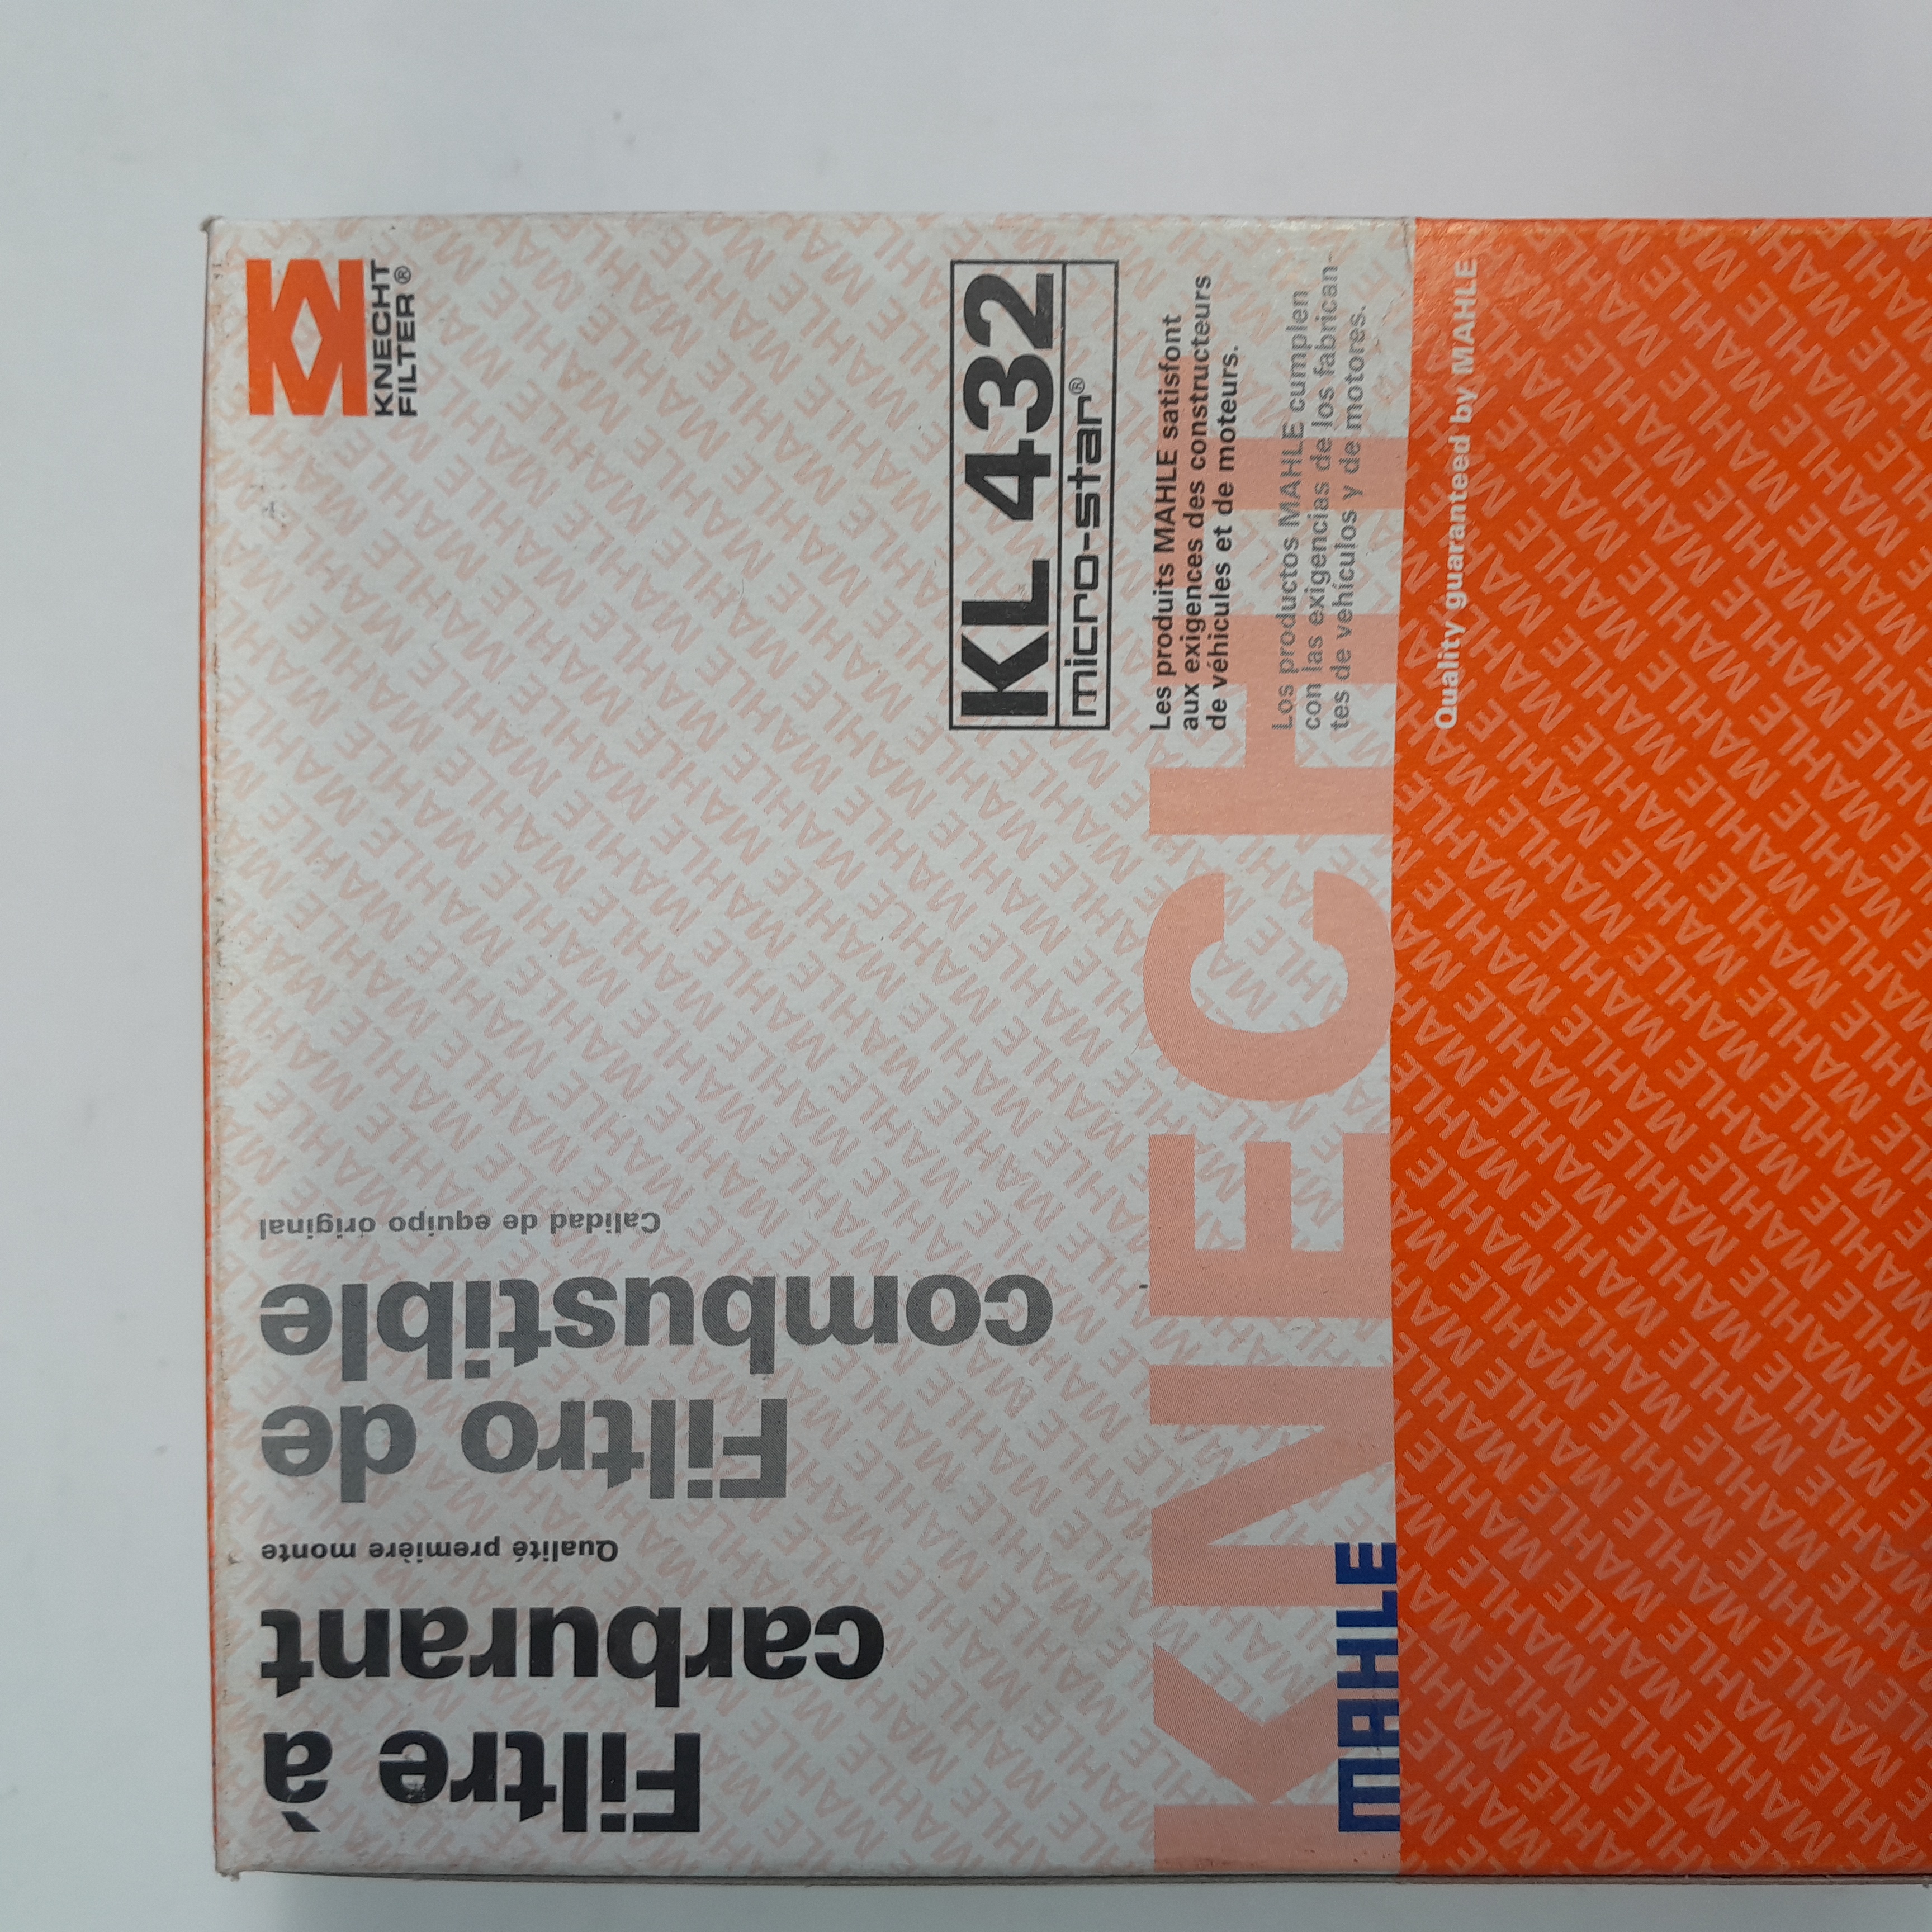 KNECHT
FILTER®
KL 432
micro-star®
Les produits MAHLE satisfont
aux exigences des constructeurs
de véhicules et de moteurs.
Los productos MAHLE cumplen
con las exigencias de los fabrican-
tes de vehículos y de motores.
Quality guaranteed by MAHLE
KNECHT
MAHLE
Filtre à
carburant
Qualité première monte
Filtro de
combustible
Calidad de equipo original